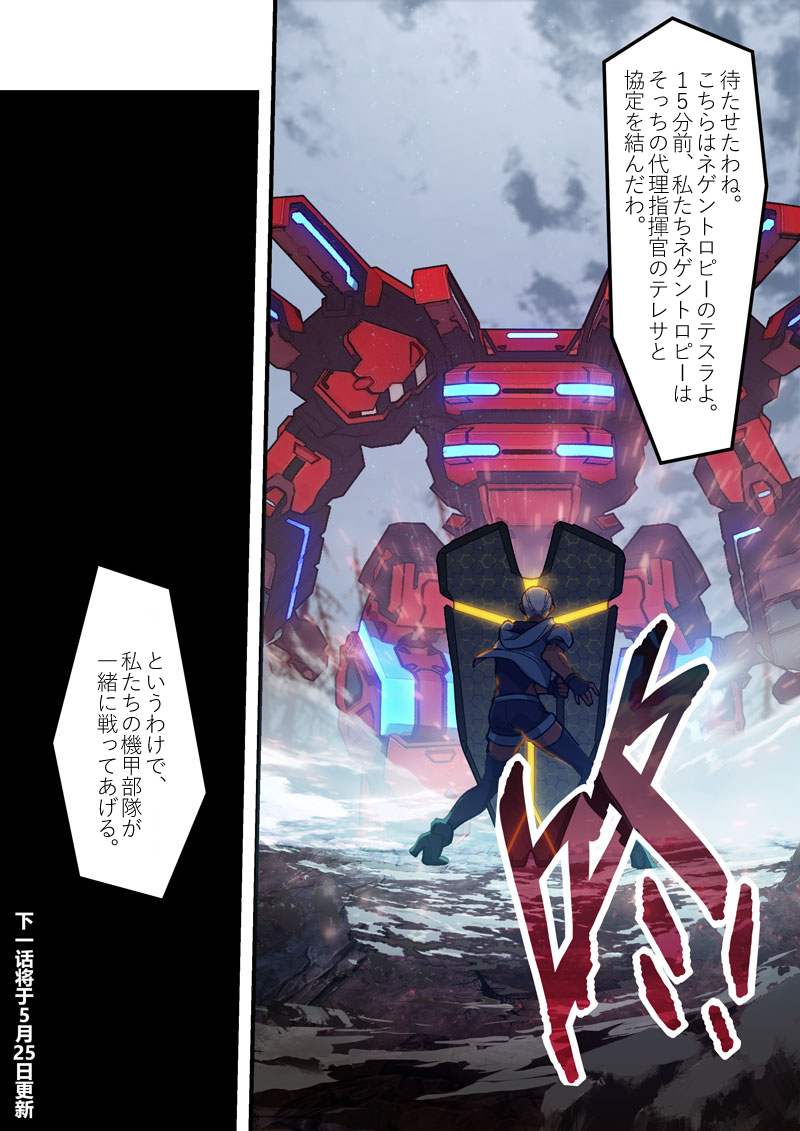 待たせたわね。
こちらはネゲントロピーのテスラよ。
15分前、私たちネゲントロピーは
そっちの代理指揮官のテレサと
協定を結んだわ。
というわけで、
私たちの機甲部隊が
一緒に戦ってあげる。
下一话将于5月25日更新